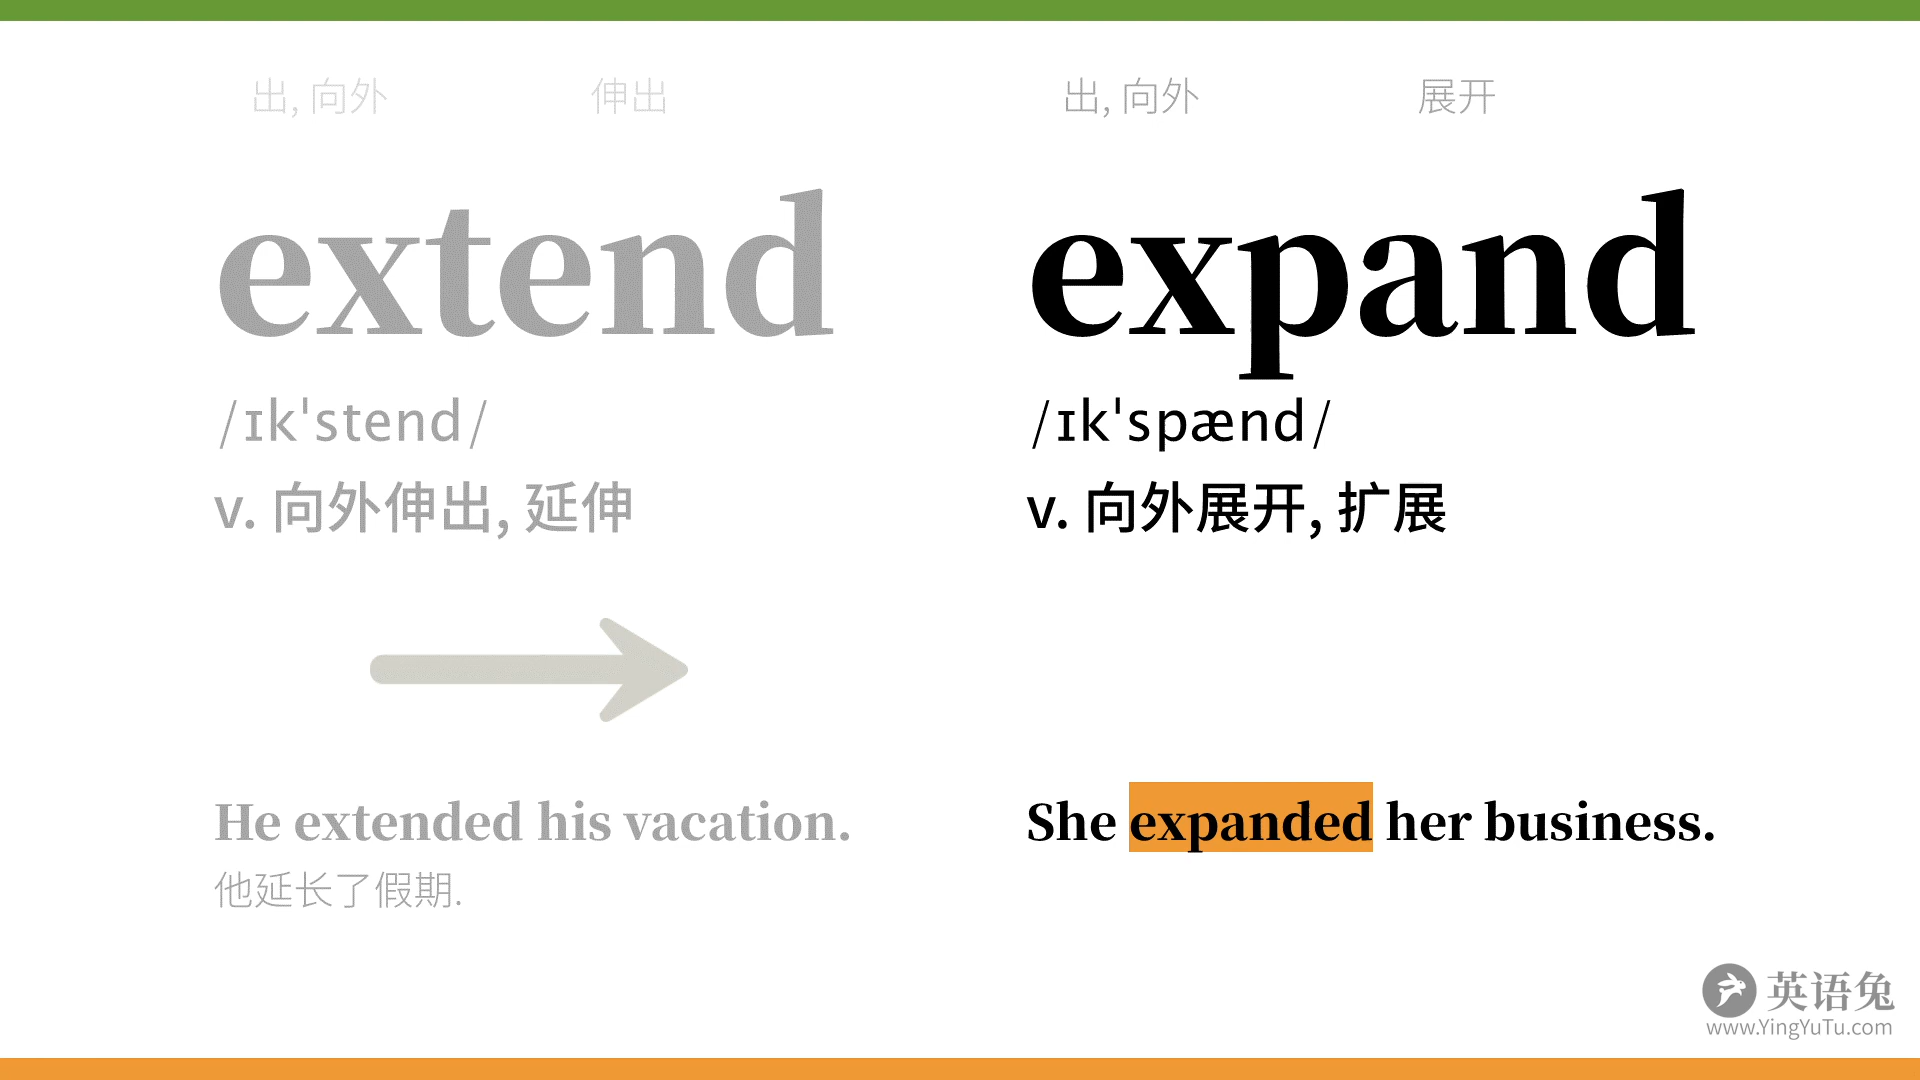 出, 向外 伸出
extend
/ɪk'stend/
v. 向外伸出, 延伸
He extended his vacation.
他延长了假期.
出, 向外 展开
expand
/ɪk'spænd/
v. 向外展开, 扩展
She expanded her business.
英语兔
www.YingYuTu.com